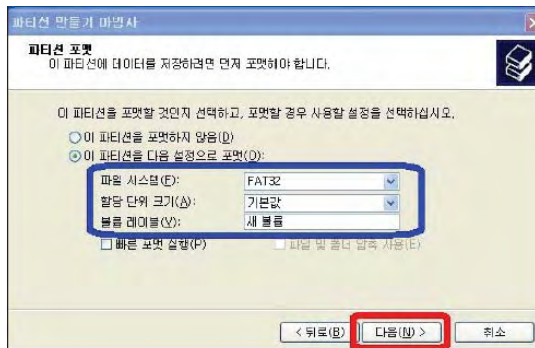 파티션 만들기 마법사
파티션 포맷
이 파티션에 데이터를 저장하려면 먼저 포맷해야 합니다.
이 파티션을 포맷할 것인지 선택하고, 포맷할 경우 사용할 설정을 선택하십시오.
이 파티션을 포맷하지 않음(D)
이 파티션을 다음 설정으로 포맷(O):
파일 시스템(F): FAT32
할당 단위 크기(A): 기본값
볼륨 레이블(V): 새 볼륨
빠른 포맷 실행(P) 파일 및 폴더 압축 사용(E)
< 뒤로(B) 다음(N) > 취소